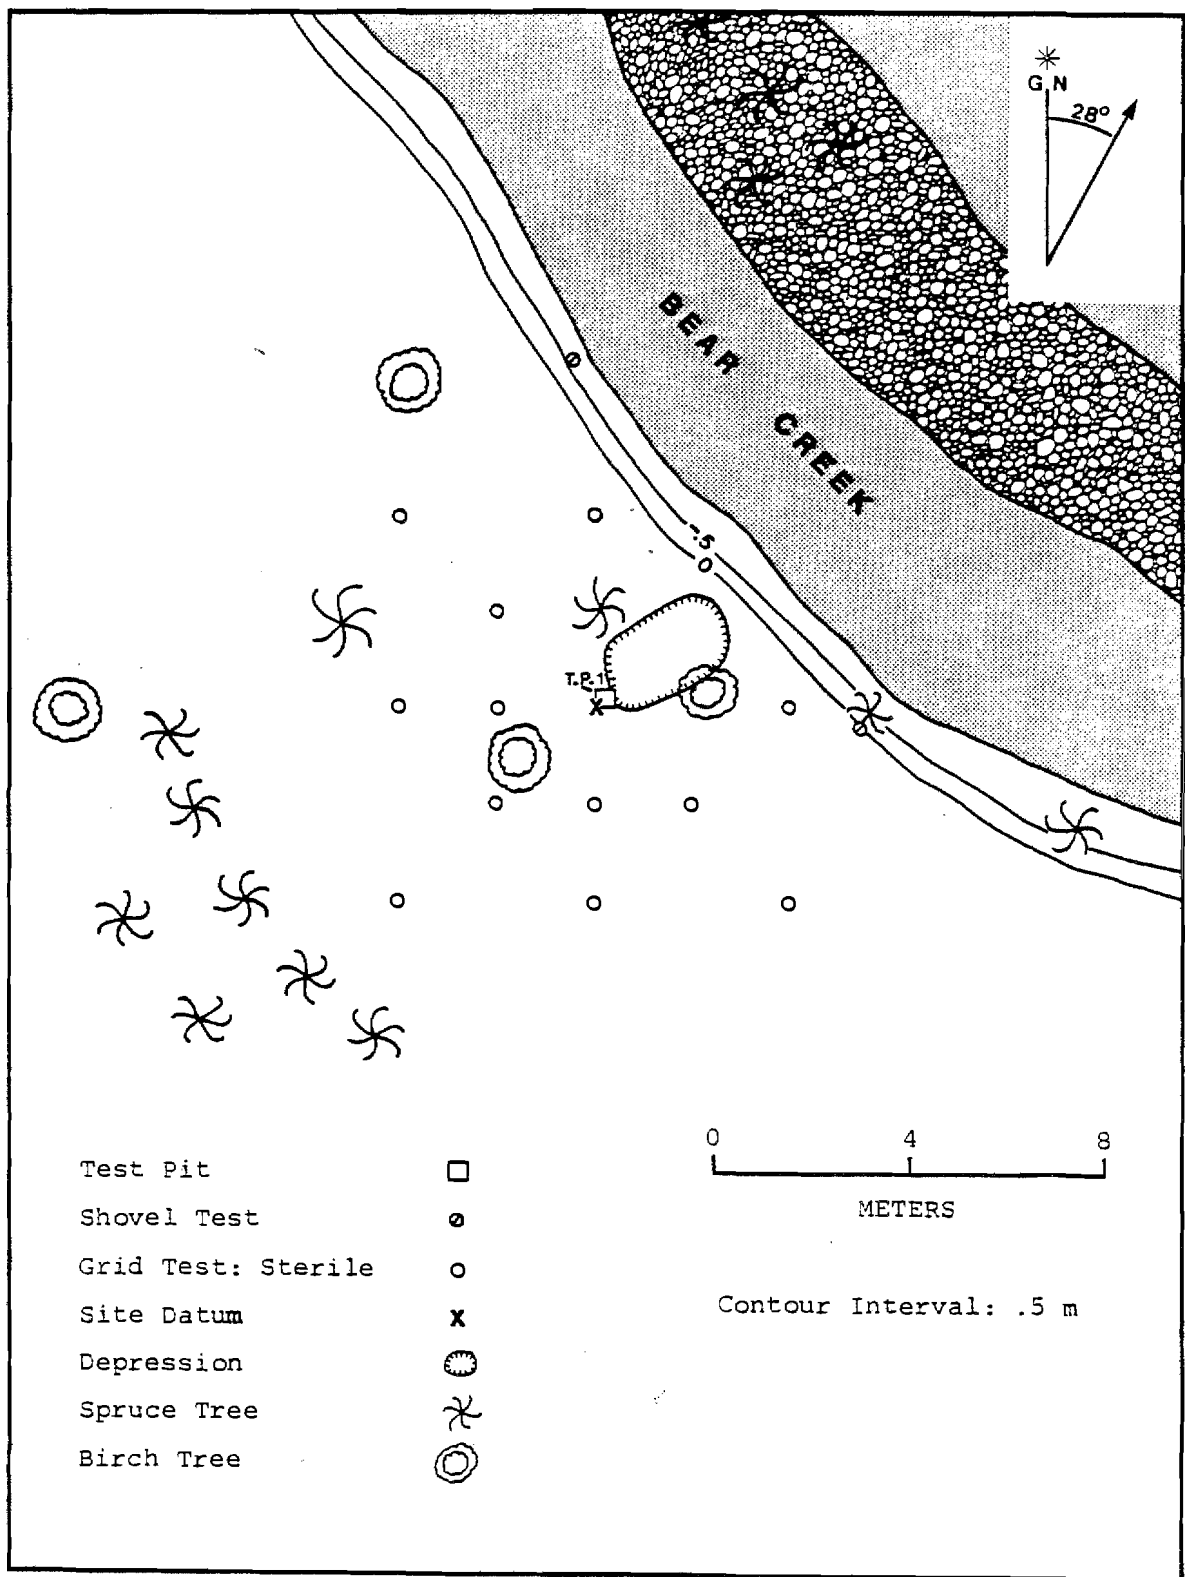 G N
28°
BEAR CREEK
-.5
0
T.P.1
X
0 4 8
METERS
Test Pit
Shovel Test
Grid Test: Sterile
Site Datum X
Depression
Spruce Tree
Birch Tree
Contour Interval: .5 m